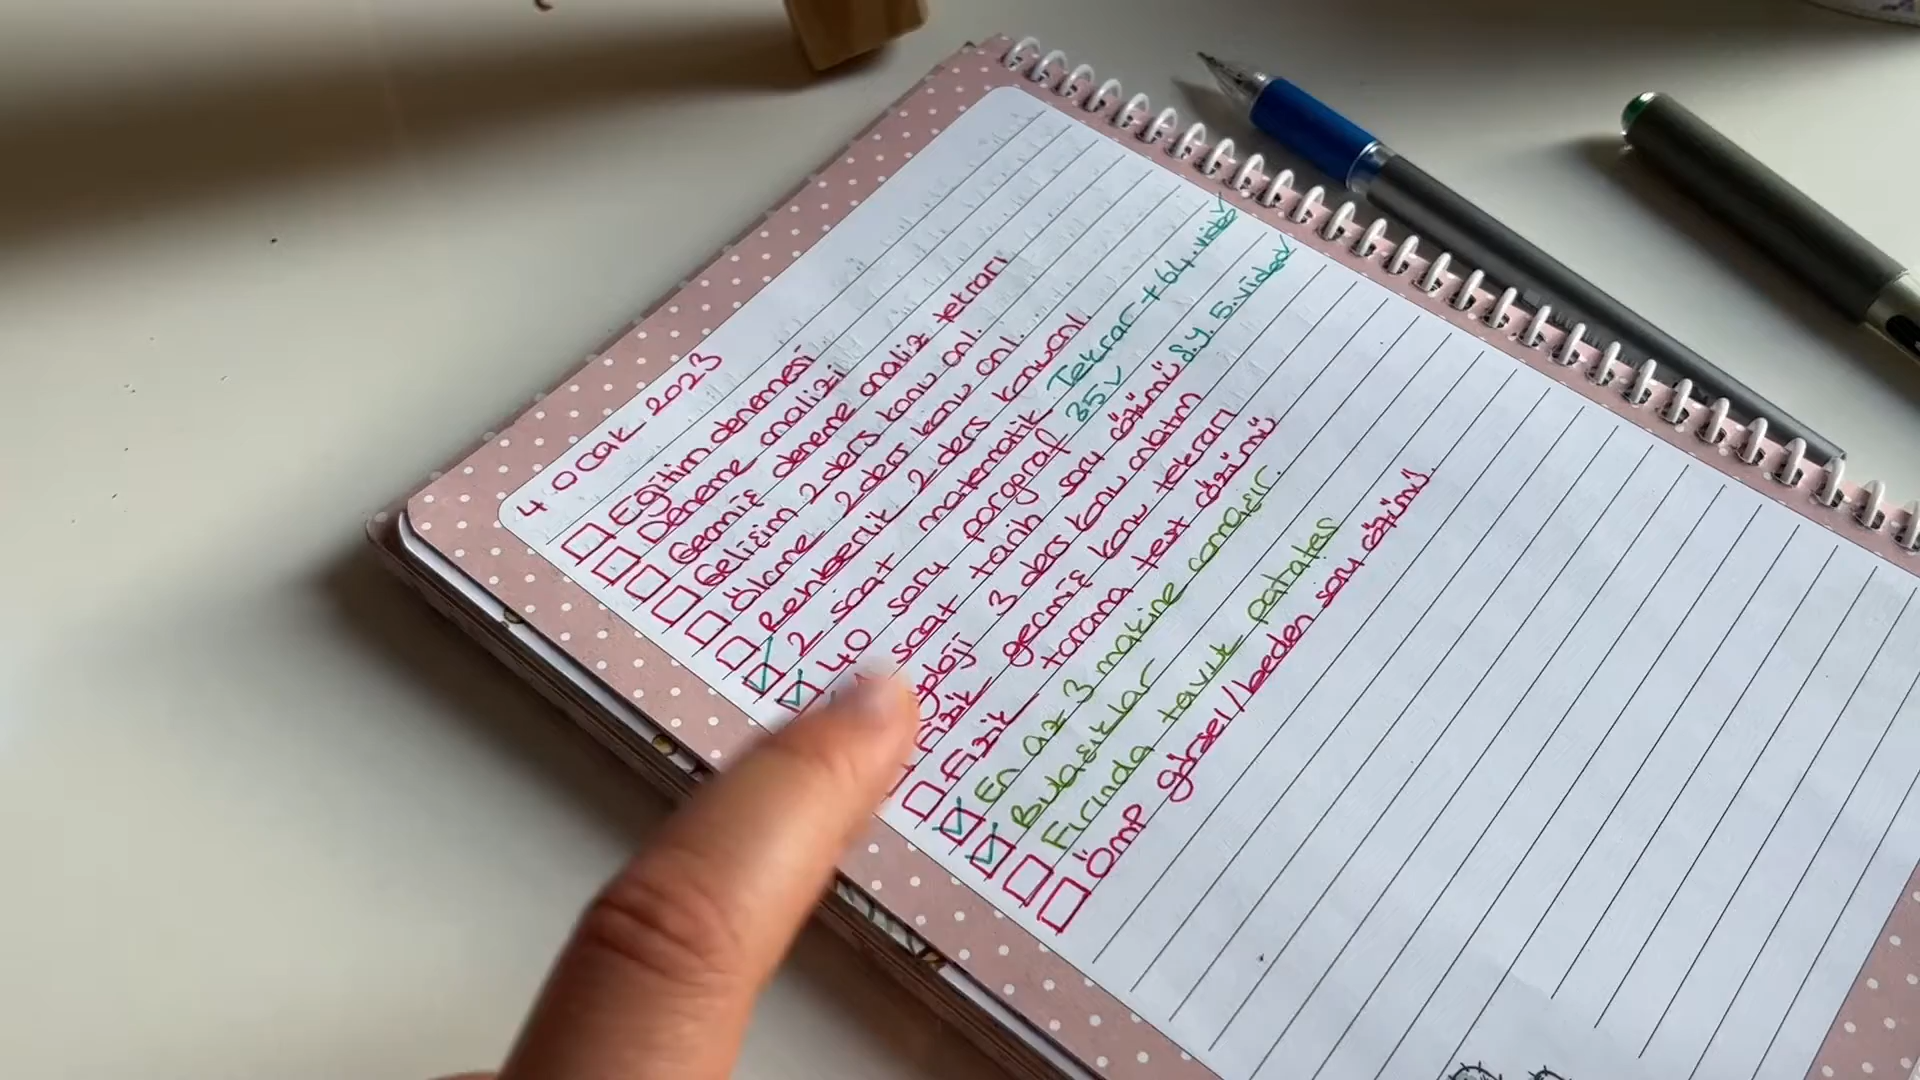 4 Ocak 2023
Eğitim denemesi
Deneme analizi
Geçmiş deneme analiz tekrarı
Gelişim 2 ders konu anl.
Ölçme 2 ders konu anl.
Rehberlik 2 ders konu anl.
2 saat matematik Tekrar + 64. video ✓
40 soru paragraf 35 ✓
saat tarih soru çözümü 8.y. 5. video ✓
3 ders konu anlatım
Fizik geçmiş konu tekrarı
Fizik tarama test çözümü
En az 3 makine çamaşır.
Bulaşıklar
Fırında tavuk patates
Ömp görsel/beden soru çözümü.